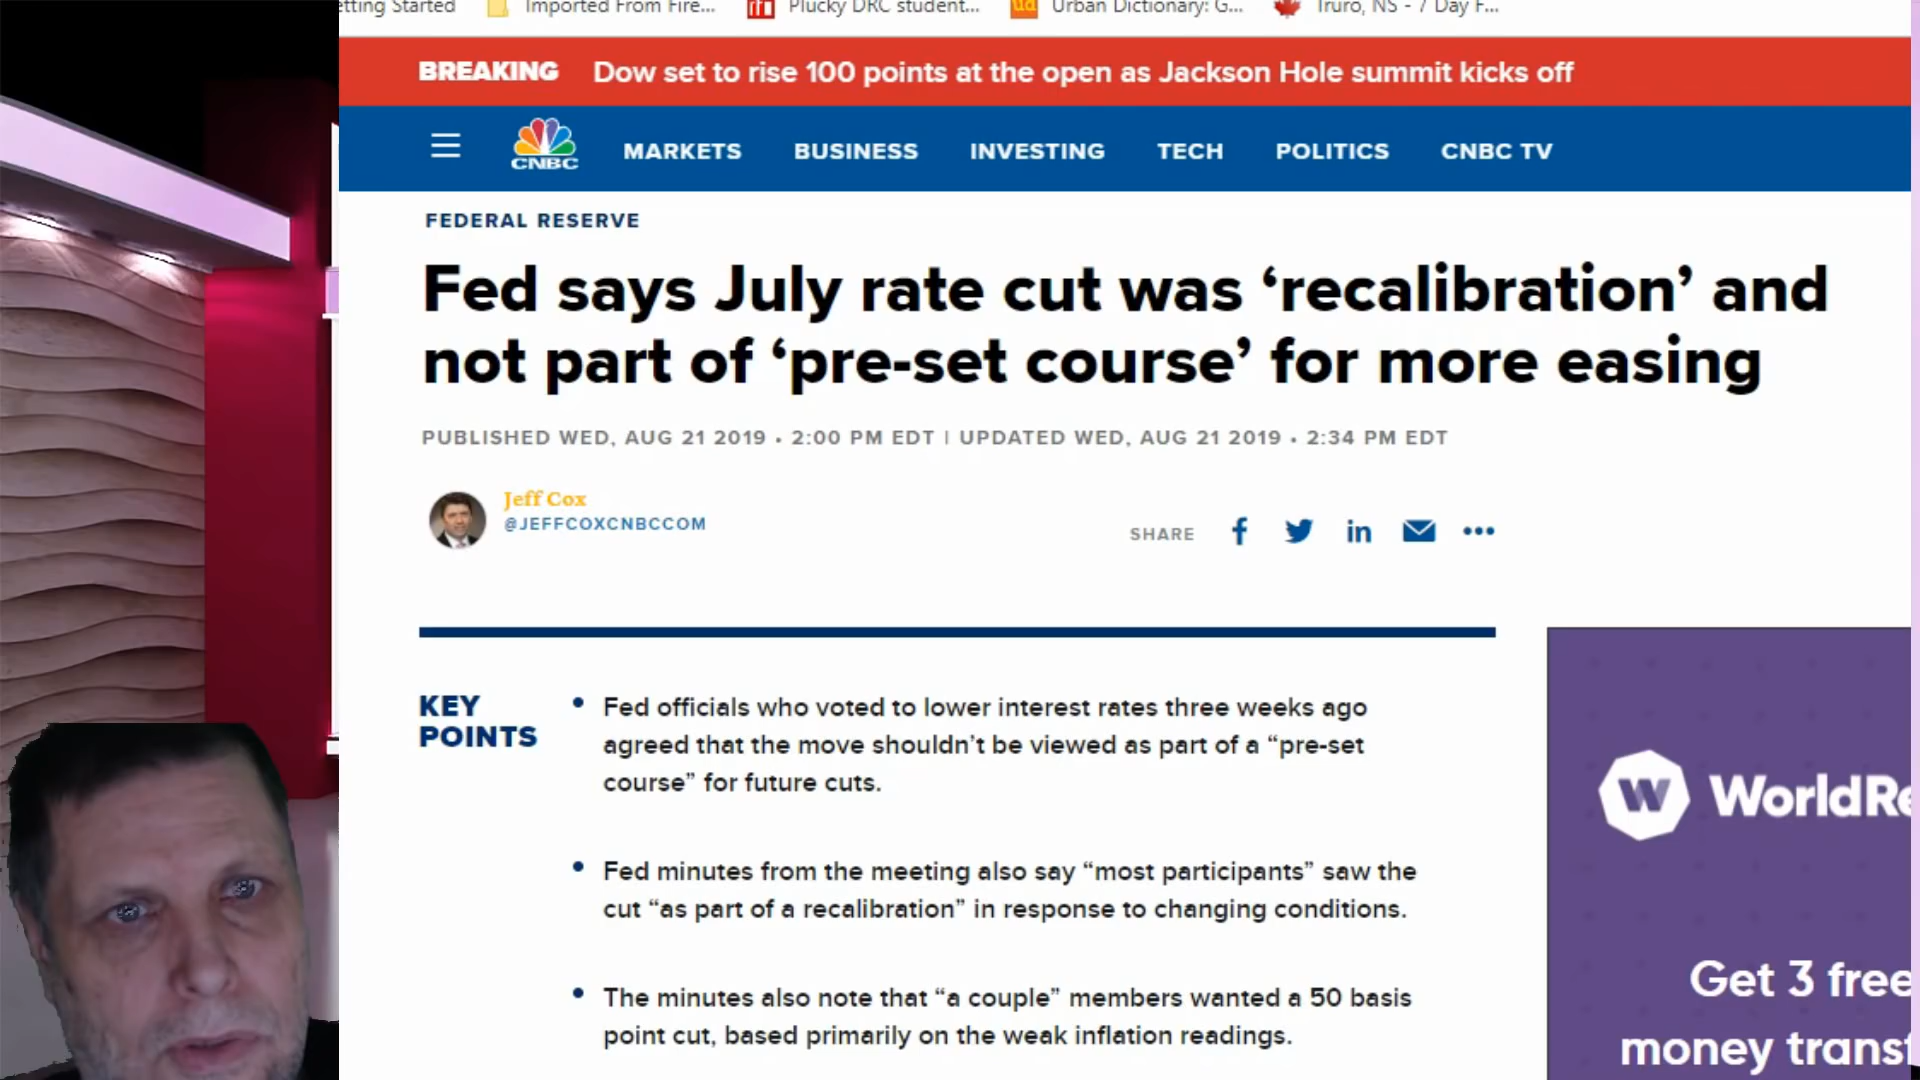 etting Started Imported From Fire... Plucky DRC student... ud Urban Dictionary: G... Truro, NS - 7 Day F...
BREAKING Dow set to rise 100 points at the open as Jackson Hole summit kicks off
CNBC MARKETS BUSINESS INVESTING TECH POLITICS CNBC TV
FEDERAL RESERVE
Fed says July rate cut was ‘recalibration’ and
not part of ‘pre-set course’ for more easing
PUBLISHED WED, AUG 21 2019 • 2:00 PM EDT | UPDATED WED, AUG 21 2019 • 2:34 PM EDT
Jeff Cox
@JEFFCOXCNBCCOM
SHARE f in •••
KEY
POINTS
• Fed officials who voted to lower interest rates three weeks ago
agreed that the move shouldn’t be viewed as part of a “pre-set
course” for future cuts.
• Fed minutes from the meeting also say “most participants” saw the
cut “as part of a recalibration” in response to changing conditions.
• The minutes also note that “a couple” members wanted a 50 basis
point cut, based primarily on the weak inflation readings.
W WorldRe
Get 3 free
money transf